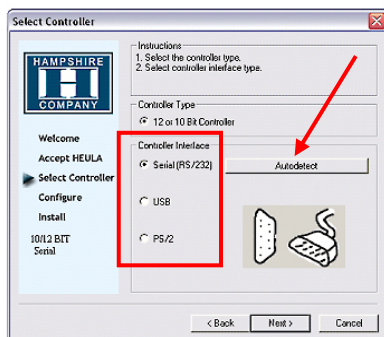 Select Controller
HAMPSHIRE
H
COMPANY
Welcome
Accept HEULA
Select Controller
Configure
Install
10/12 BIT
Serial
Instructions
1. Select the controller type.
2. Select controller interface type.
Controller Type
12 or 10 Bit Controller
Controller Interface
Serial (RS/232)
Autodetect
USB
PS/2
< Back
Next >
Cancel